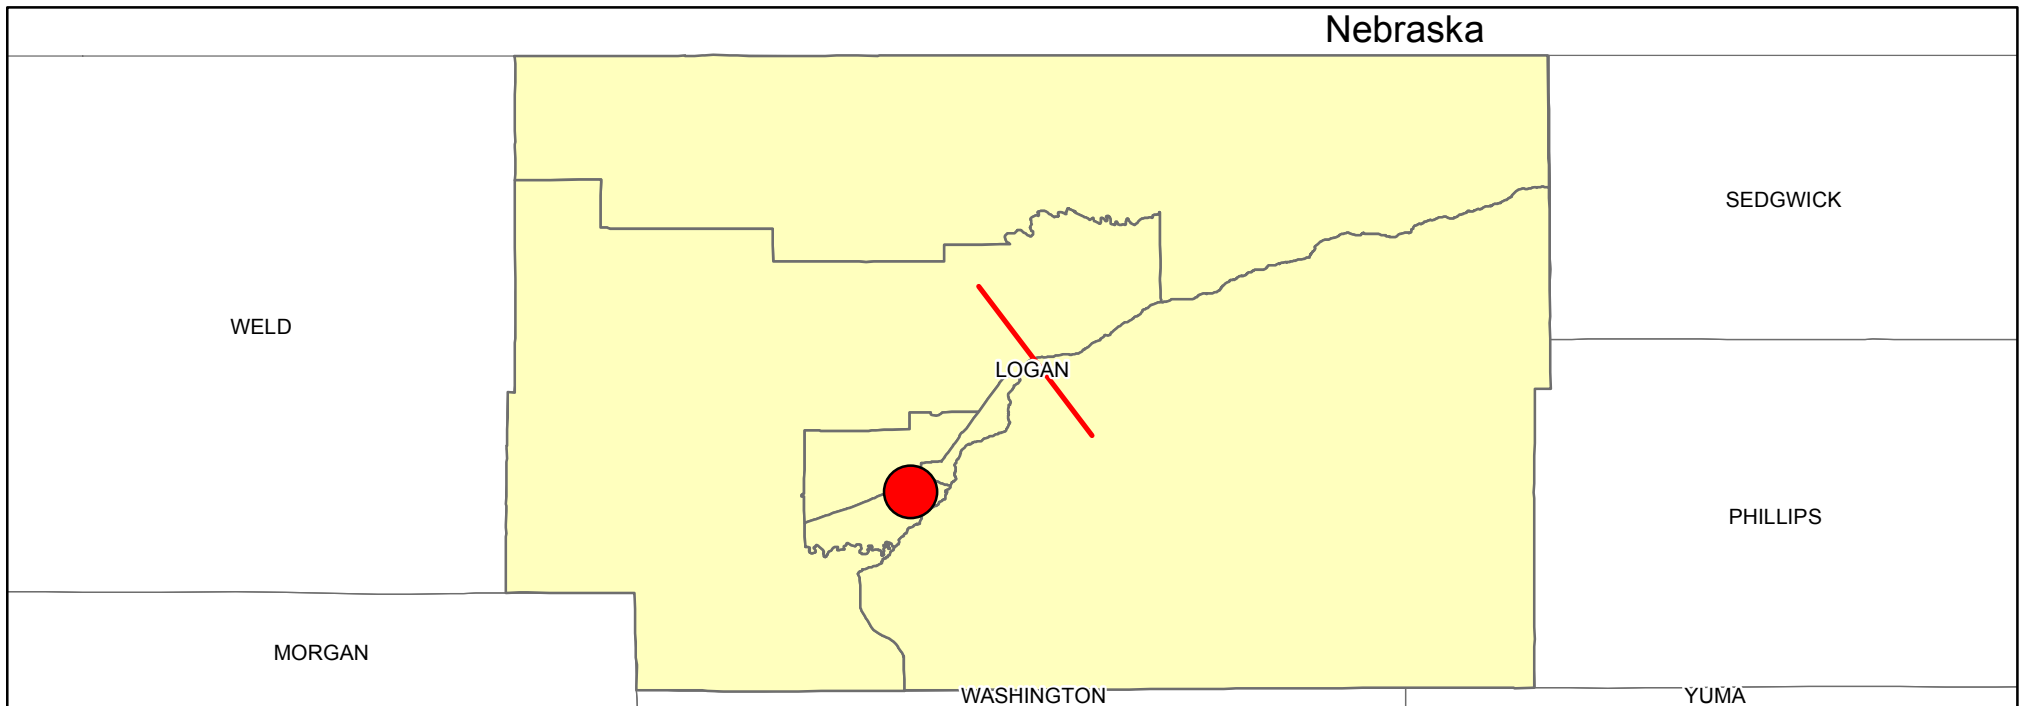 Nebraska
SEDGWICK
WELD
LOGAN
PHILLIPS
MORGAN
WASHINGTON
YUMA